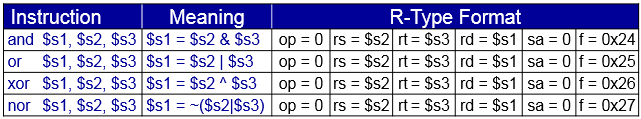 Instruction Meaning R-Type Format
and $s1, $s2, $s3 $s1 = $s2 & $s3 op = 0 rs = $s2 rt = $s3 rd = $s1 sa = 0 f = 0x24
or $s1, $s2, $s3 $s1 = $s2 | $s3 op = 0 rs = $s2 rt = $s3 rd = $s1 sa = 0 f = 0x25
xor $s1, $s2, $s3 $s1 = $s2 ^ $s3 op = 0 rs = $s2 rt = $s3 rd = $s1 sa = 0 f = 0x26
nor $s1, $s2, $s3 $s1 = ~($s2|$s3) op = 0 rs = $s2 rt = $s3 rd = $s1 sa = 0 f = 0x27